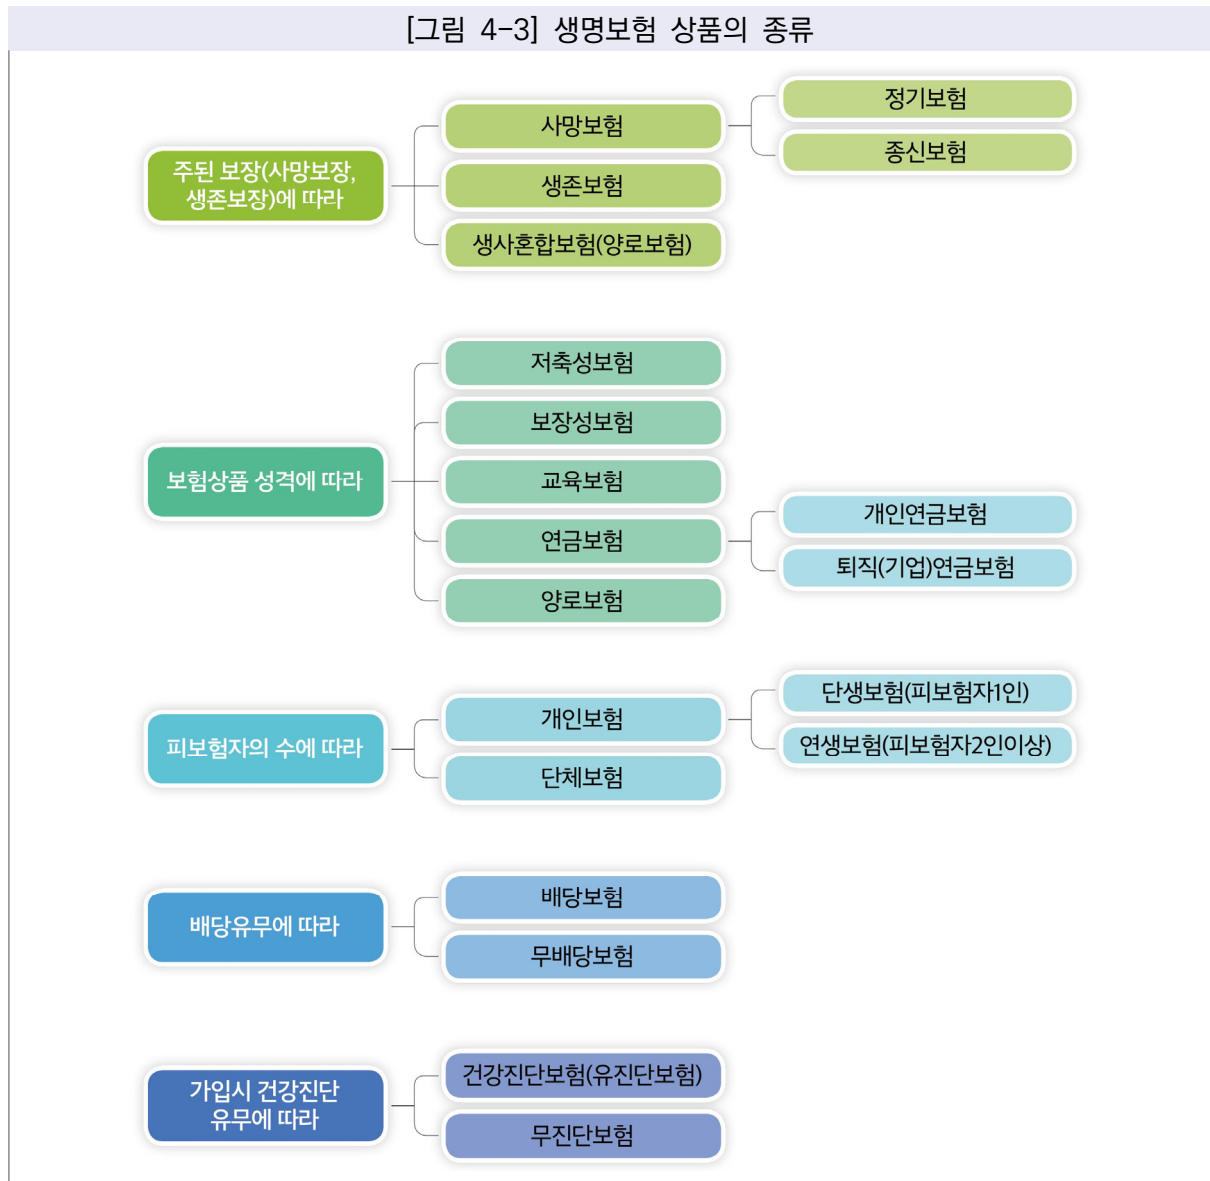 [그림 4-3] 생명보험 상품의 종류
주된 보장(사망보장,
생존보장)에 따라
사망보험
정기보험
종신보험
생존보험
생사혼합보험(양로보험)
보험상품 성격에 따라
저축성보험
보장성보험
교육보험
연금보험
개인연금보험
퇴직(기업)연금보험
양로보험
피보험자의 수에 따라
개인보험
단생보험(피보험자1인)
연생보험(피보험자2인이상)
단체보험
배당유무에 따라
배당보험
무배당보험
가입시 건강진단
유무에 따라
건강진단보험(유진단보험)
무진단보험